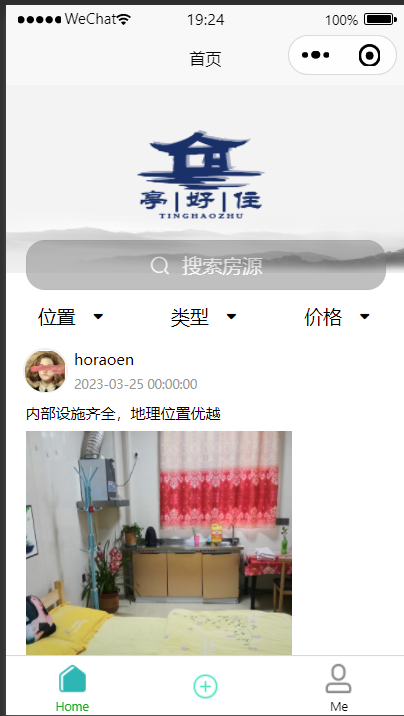 WeChat 19:24 100%
首页
亭|好|住
TINGHAOZHU
搜索房源
位置 类型 价格
horaoen
2023-03-25 00:00:00
内部设施齐全，地理位置优越
Home Me